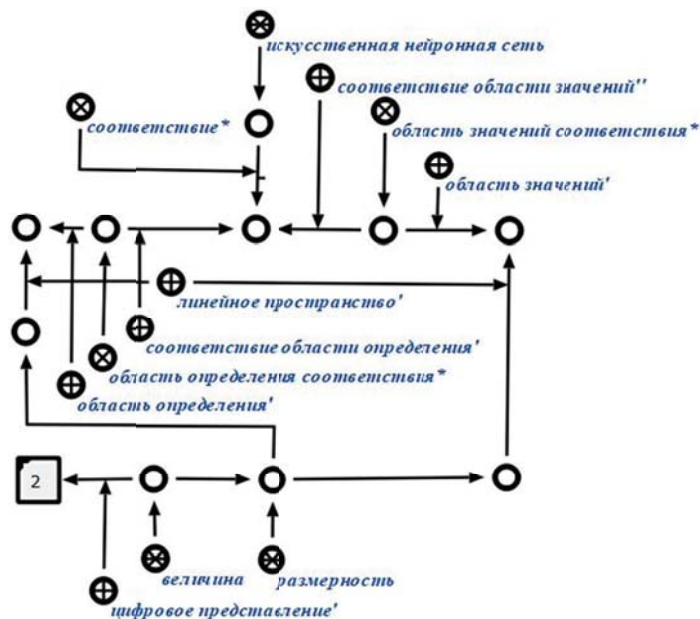 искусственная нейронная сеть
соответствие области значений''
соответствие*
область значений соответствия*
область значений'
линейное пространство'
соответствие области определения'
область определения соответствия*
область определения'
2
величина
размерность
цифровое представление'